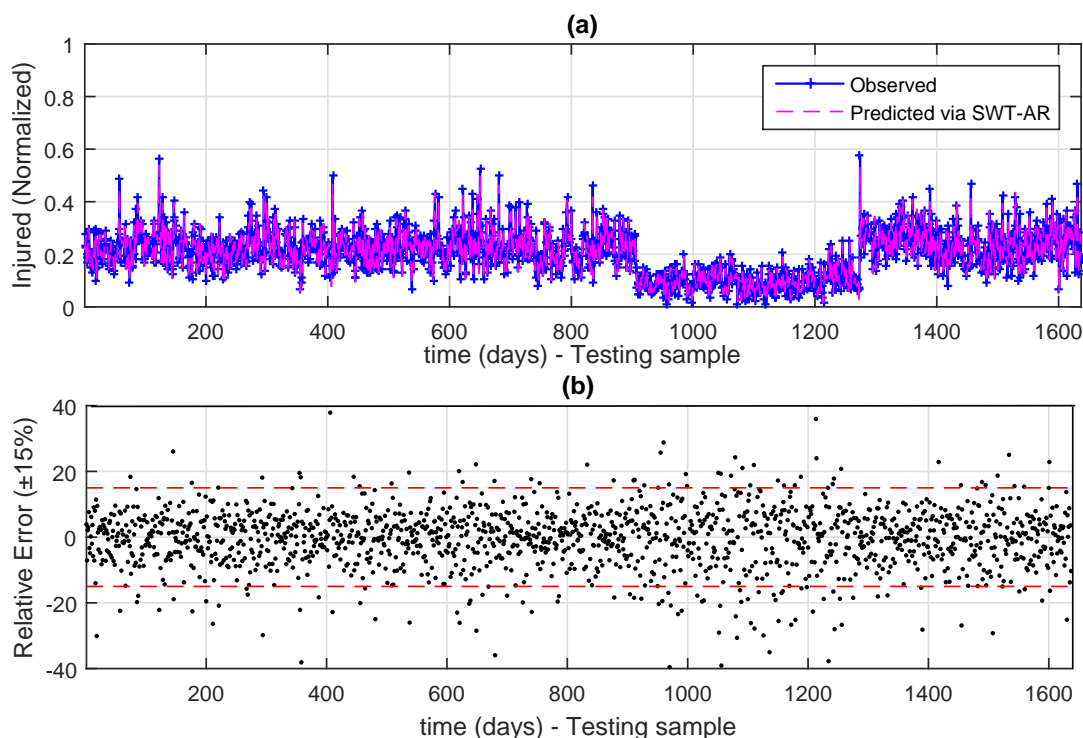 (a)
1
0.8
0.6
0.4
0.2
0
Injured (Normalized)
Observed
Predicted via SWT-AR
200 400 600 800 1000 1200 1400 1600
time (days) - Testing sample
(b)
40
20
0
-20
-40
Relative Error (±15%)
200 400 600 800 1000 1200 1400 1600
time (days) - Testing sample